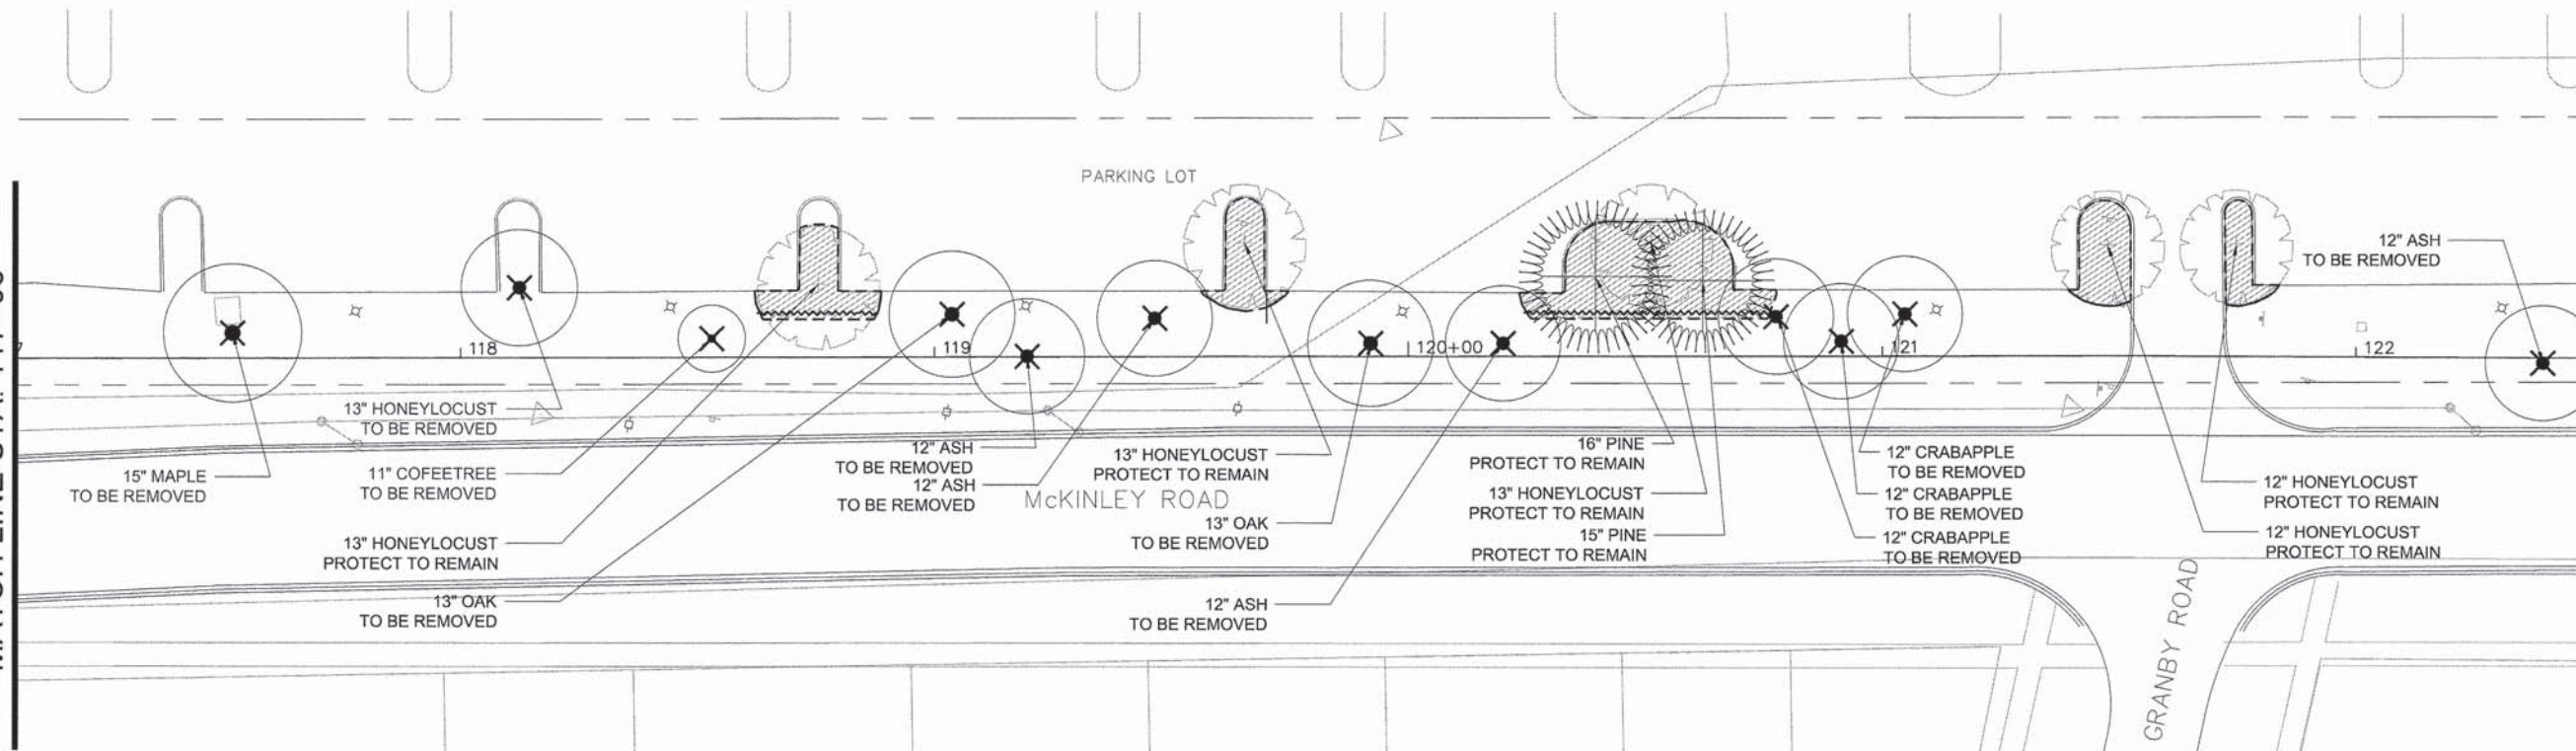 PARKING LOT
12" ASH
TO BE REMOVED
118
119
120+00
121
122
13" HONEYLOCUST
TO BE REMOVED
15" MAPLE
TO BE REMOVED
11" COFEETREE
TO BE REMOVED
12" ASH
TO BE REMOVED
12" ASH
TO BE REMOVED
13" HONEYLOCUST
PROTECT TO REMAIN
McKINLEY ROAD
16" PINE
PROTECT TO REMAIN
13" HONEYLOCUST
PROTECT TO REMAIN
15" PINE
PROTECT TO REMAIN
12" CRABAPPLE
TO BE REMOVED
12" CRABAPPLE
TO BE REMOVED
12" CRABAPPLE
TO BE REMOVED
12" HONEYLOCUST
PROTECT TO REMAIN
12" HONEYLOCUST
PROTECT TO REMAIN
13" HONEYLOCUST
PROTECT TO REMAIN
13" OAK
TO BE REMOVED
13" OAK
TO BE REMOVED
12" ASH
TO BE REMOVED
GRANBY ROAD